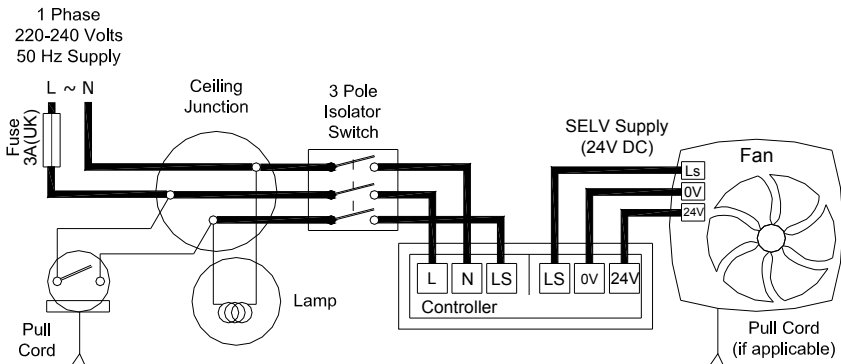 1 Phase
220-240 Volts
50 Hz Supply
L ~ N
Fuse
3A(UK)
Ceiling
Junction
3 Pole
Isolator
Switch
SELV Supply
(24V DC)
Fan
Ls
0V
24V
L N LS LS 0V 24V
Controller
Lamp
Pull
Cord
Pull Cord
(if applicable)